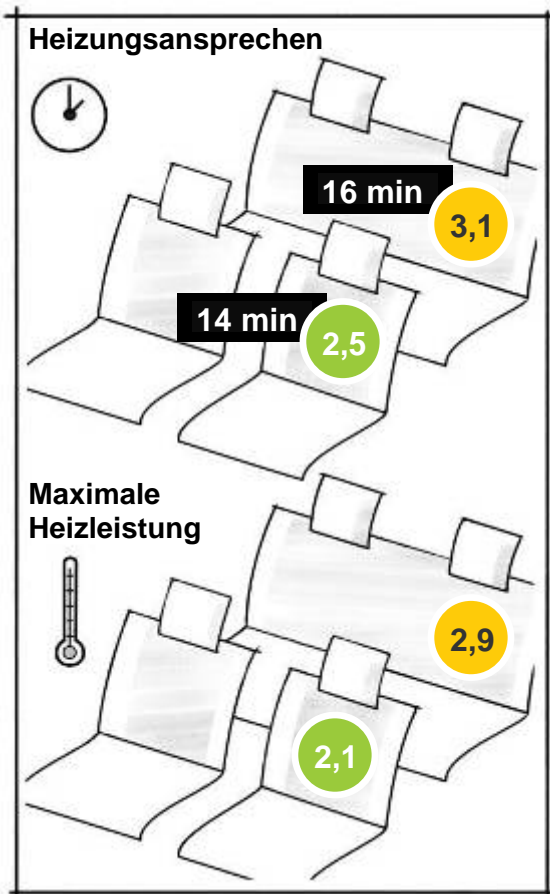 Heizungsansprechen
16 min
3,1
14 min
2,5
Maximale
Heizleistung
2,9
2,1